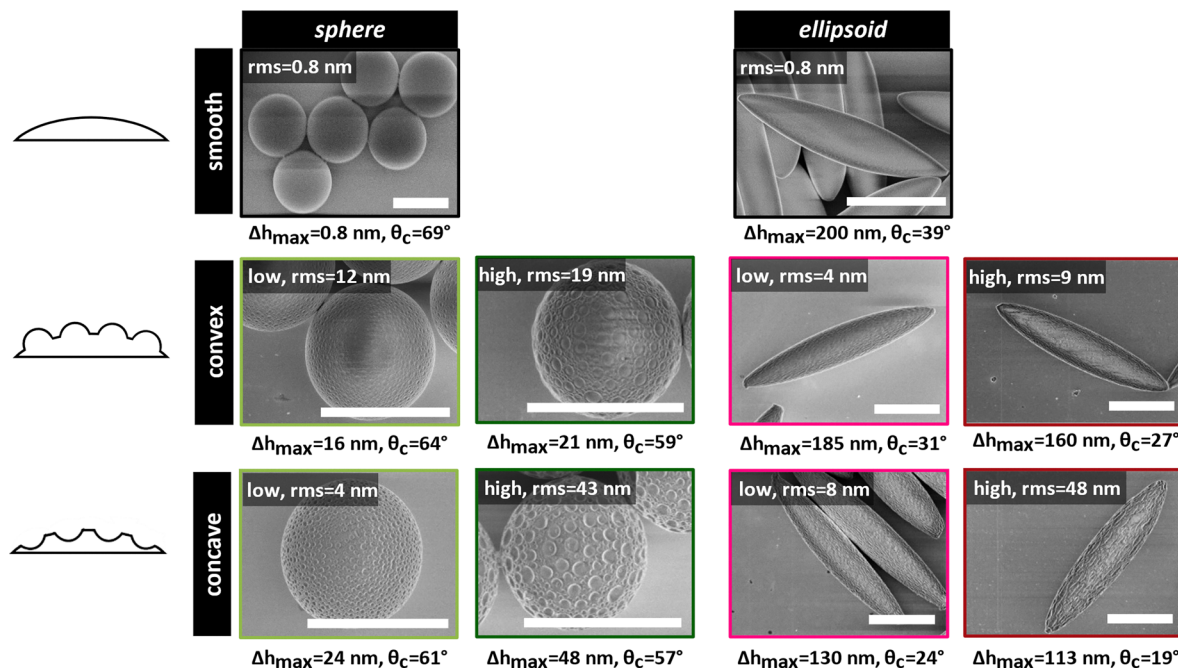 sphere
ellipsoid
smooth
rms=0.8 nm
rms=0.8 nm
Δhmax=0.8 nm, θc=69°
Δhmax=200 nm, θc=39°
convex
low, rms=12 nm
high, rms=19 nm
low, rms=4 nm
high, rms=9 nm
Δhmax=16 nm, θc=64°
Δhmax=21 nm, θc=59°
Δhmax=185 nm, θc=31°
Δhmax=160 nm, θc=27°
concave
low, rms=4 nm
high, rms=43 nm
low, rms=8 nm
high, rms=48 nm
Δhmax=24 nm, θc=61°
Δhmax=48 nm, θc=57°
Δhmax=130 nm, θc=24°
Δhmax=113 nm, θc=19°